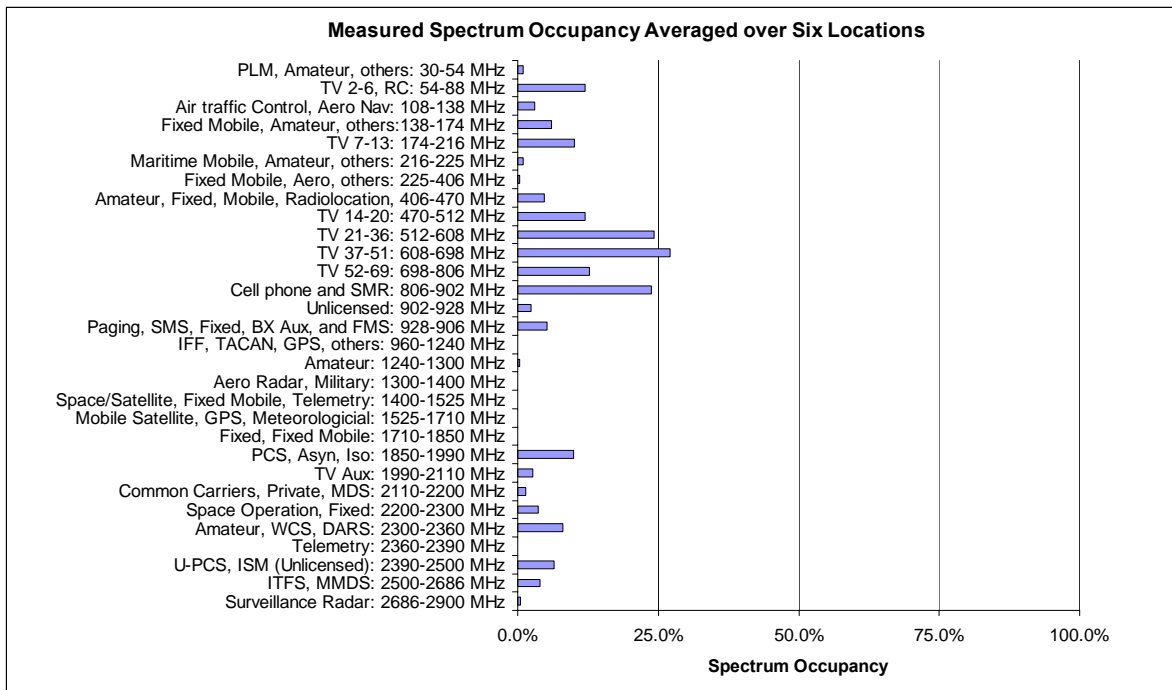 Measured Spectrum Occupancy Averaged over Six Locations
PLM, Amateur, others: 30-54 MHz
TV 2-6, RC: 54-88 MHz
Air traffic Control, Aero Nav: 108-138 MHz
Fixed Mobile, Amateur, others:138-174 MHz
TV 7-13: 174-216 MHz
Maritime Mobile, Amateur, others: 216-225 MHz
Fixed Mobile, Aero, others: 225-406 MHz
Amateur, Fixed, Mobile, Radiolocation, 406-470 MHz
TV 14-20: 470-512 MHz
TV 21-36: 512-608 MHz
TV 37-51: 608-698 MHz
TV 52-69: 698-806 MHz
Cell phone and SMR: 806-902 MHz
Unlicensed: 902-928 MHz
Paging, SMS, Fixed, BX Aux, and FMS: 928-906 MHz
IFF, TACAN, GPS, others: 960-1240 MHz
Amateur: 1240-1300 MHz
Aero Radar, Military: 1300-1400 MHz
Space/Satellite, Fixed Mobile, Telemetry: 1400-1525 MHz
Mobile Satellite, GPS, Meteorologicial: 1525-1710 MHz
Fixed, Fixed Mobile: 1710-1850 MHz
PCS, Asyn, Iso: 1850-1990 MHz
TV Aux: 1990-2110 MHz
Common Carriers, Private, MDS: 2110-2200 MHz
Space Operation, Fixed: 2200-2300 MHz
Amateur, WCS, DARS: 2300-2360 MHz
Telemetry: 2360-2390 MHz
U-PCS, ISM (Unlicensed): 2390-2500 MHz
ITFS, MMDS: 2500-2686 MHz
Surveillance Radar: 2686-2900 MHz
0.0% 25.0% 50.0% 75.0% 100.0%
Spectrum Occupancy